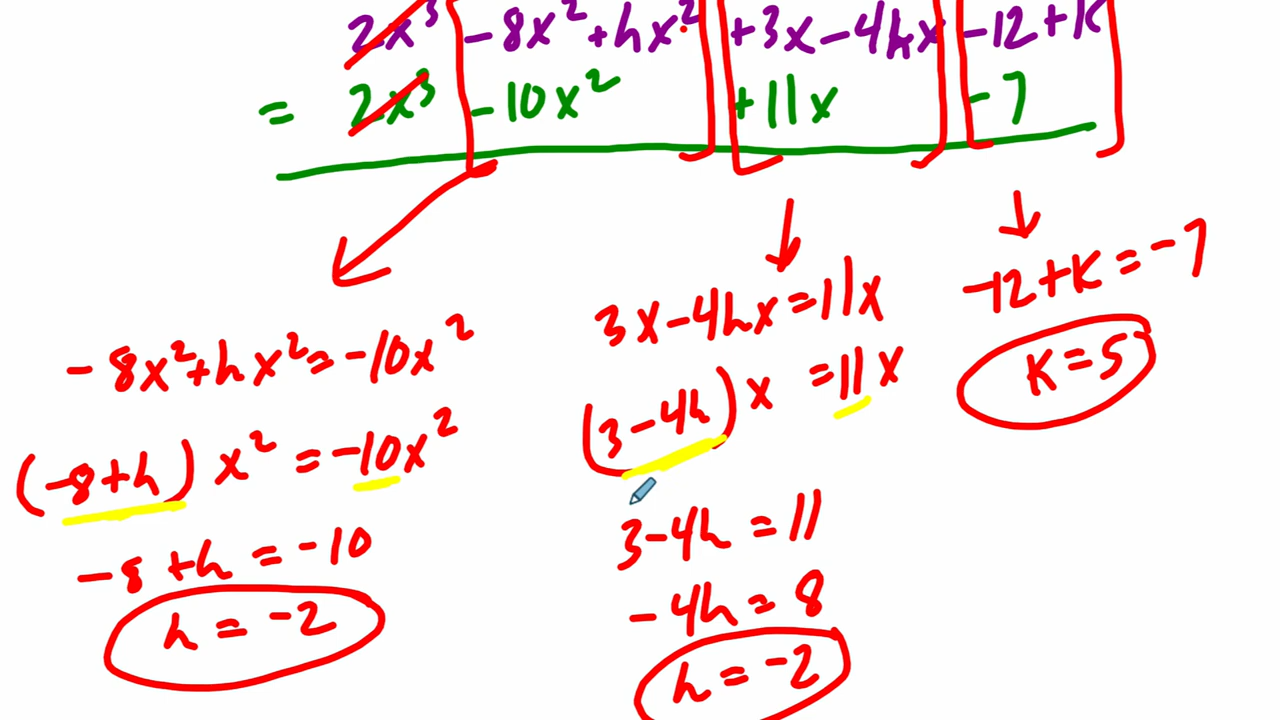 2x³ -8x²+hx² +3x-4hx -12+k
= 2x³ -10x² +11x -7
-8x²+hx²=-10x²
(-8+h)x²=-10x²
-8+h=-10
h=-2
3x-4hx=11x
(3-4h)x=11x
3-4h=11
-4h=8
h=-2
-12+k=-7
k=5